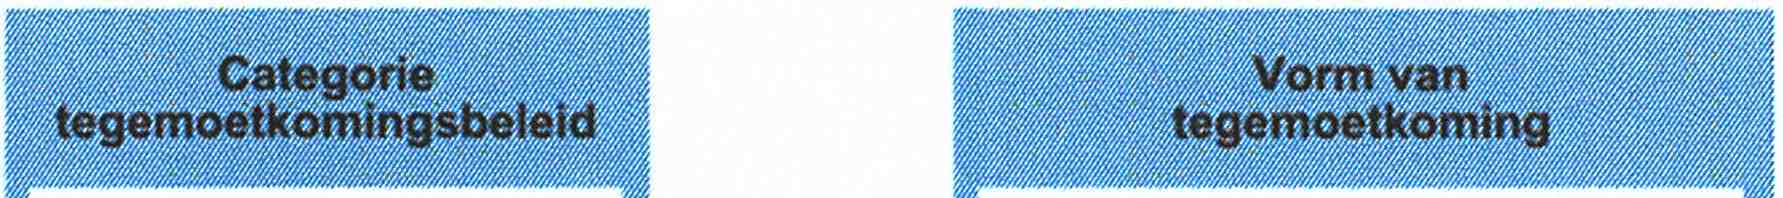 Categorie
tegemoetkomingsbeleid
Vorm van
tegemoetkoming